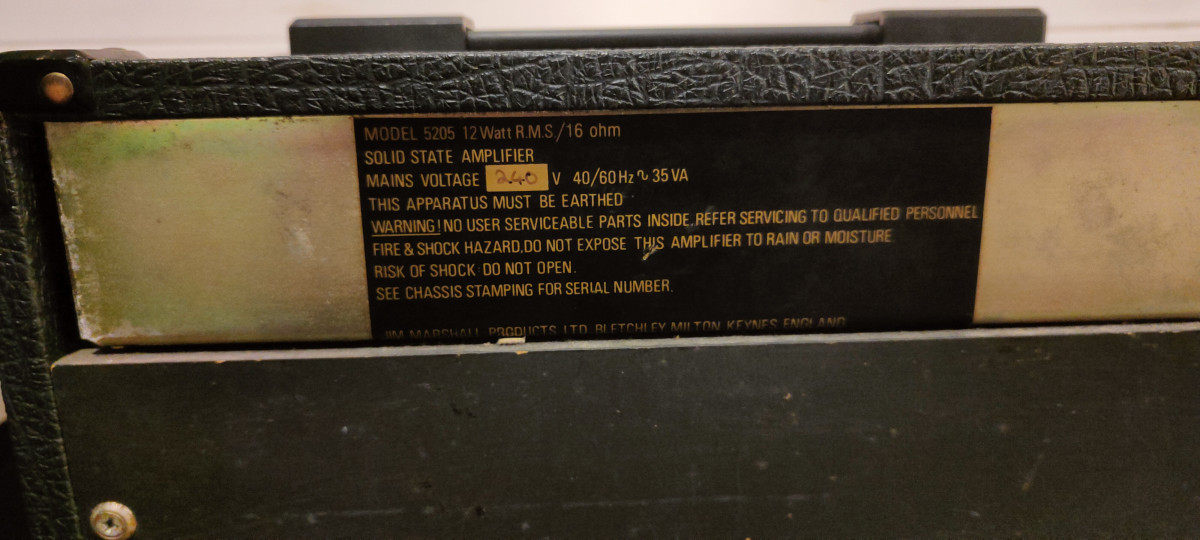 MODEL 5205 12 Watt R.M.S./16 ohm
SOLID STATE AMPLIFIER
MAINS VOLTAGE 240 V 40/60 Hz ~ 35 VA
THIS APPARATUS MUST BE EARTHED
WARNING! NO USER SERVICEABLE PARTS INSIDE. REFER SERVICING TO QUALIFIED PERSONNEL
FIRE & SHOCK HAZARD. DO NOT EXPOSE THIS AMPLIFIER TO RAIN OR MOISTURE
RISK OF SHOCK DO NOT OPEN.
SEE CHASSIS STAMPING FOR SERIAL NUMBER.
JIM MARSHALL PRODUCTS LTD. BLETCHLEY MILTON KEYNES ENGLAND